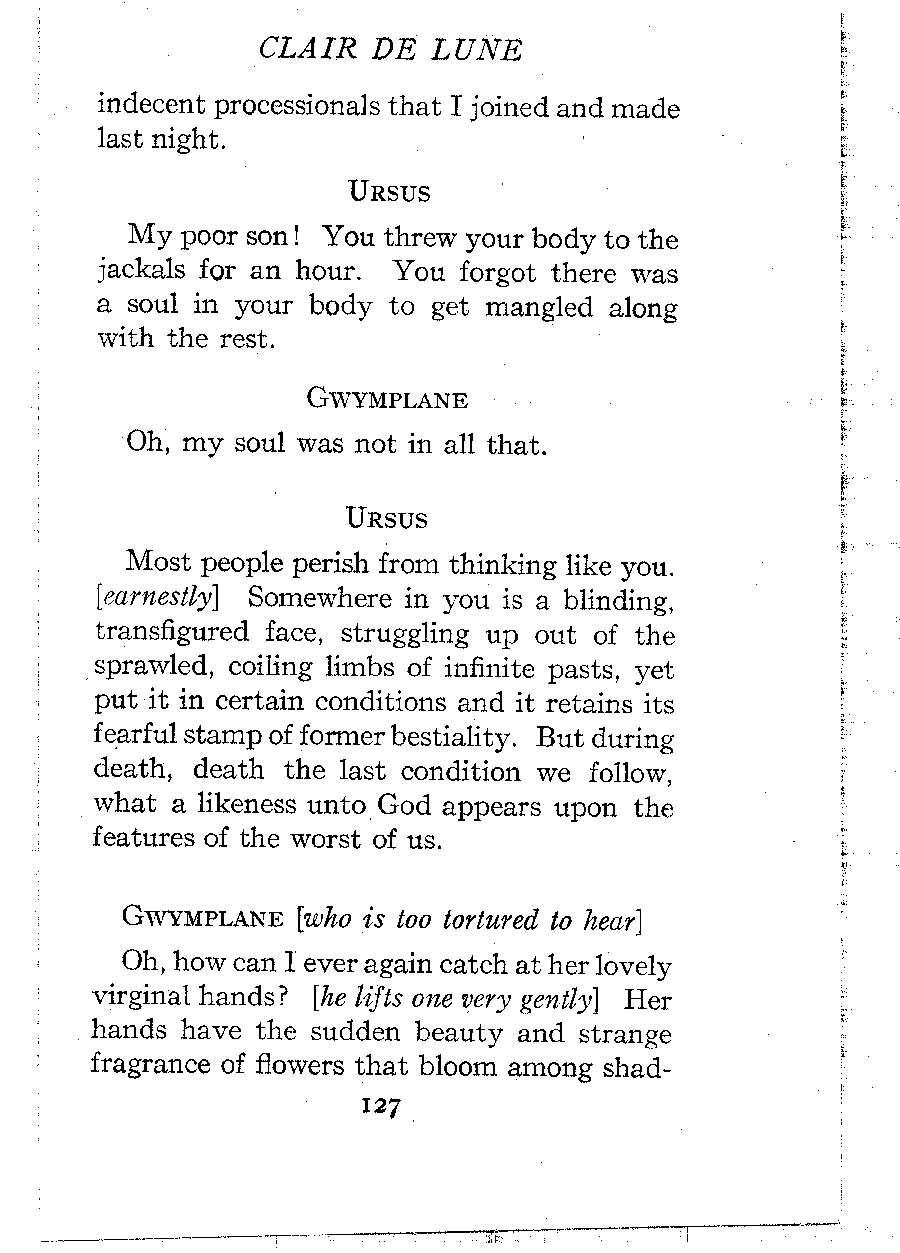 CLAIR DE LUNE
indecent processionals that I joined and made
last night.
URSUS
My poor son! You threw your body to the
jackals for an hour. You forgot there was
a soul in your body to get mangled along
with the rest.
GWYMPLANE
Oh, my soul was not in all that.
URSUS
Most people perish from thinking like you.
[earnestly] Somewhere in you is a blinding,
transfigured face, struggling up out of the
sprawled, coiling limbs of infinite pasts, yet
put it in certain conditions and it retains its
fearful stamp of former bestiality. But during
death, death the last condition we follow,
what a likeness unto God appears upon the
features of the worst of us.
GWYMPLANE [who is too tortured to hear]
Oh, how can I ever again catch at her lovely
virginal hands? [he lifts one very gently] Her
hands have the sudden beauty and strange
fragrance of flowers that bloom among shad-
127